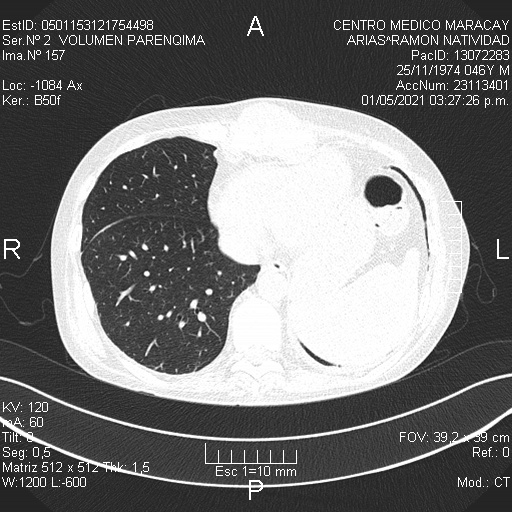 EstID: 0501153121754498
Ser.Nº 2 VOLUMEN PARENQIMA
Ima.Nº 157
Loc: -1084 Ax
Ker.: B50f
A
CENTRO MEDICO MARACAY
ARIAS^RAMON NATIVIDAD
PacID: 13072283
25/11/1974 046Y M
AccNum: 23113401
01/05/2021 03:27:26 p.m.
R
L
KV: 120
mA: 60
Tilt: 0
Seg: 0,5
Matriz 512 x 512 Thk: 1,5
W:1200 L:-600
Esc 1=10 mm
P
FOV: 39,2 x 39 cm
Ref.: 0
Mod.: CT